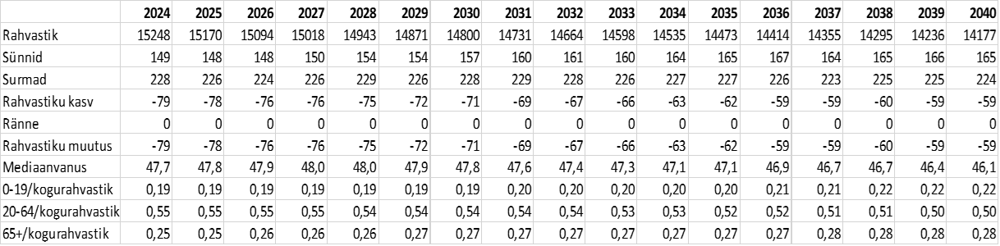 2024 2025 2026 2027 2028 2029 2030 2031 2032 2033 2034 2035 2036 2037 2038 2039 2040
Rahvastik 15248 15170 15094 15018 14943 14871 14800 14731 14664 14598 14535 14473 14414 14355 14295 14236 14177
Sünnid 149 148 148 150 154 154 157 160 161 160 164 165 167 164 165 166 165
Surmad 228 226 224 226 229 226 228 229 228 226 227 227 226 223 225 225 224
Rahvastiku kasv -79 -78 -76 -76 -75 -72 -71 -69 -67 -66 -63 -62 -59 -59 -60 -59 -59
Ränne 0 0 0 0 0 0 0 0 0 0 0 0 0 0 0 0 0
Rahvastiku muutus -79 -78 -76 -76 -75 -72 -71 -69 -67 -66 -63 -62 -59 -59 -60 -59 -59
Mediaanvanus 47,7 47,8 47,9 48,0 48,0 47,9 47,8 47,6 47,4 47,3 47,1 47,1 46,9 46,7 46,7 46,4 46,1
0-19/kogurahvastik 0,19 0,19 0,19 0,19 0,19 0,19 0,19 0,20 0,20 0,20 0,20 0,20 0,21 0,21 0,22 0,22 0,22
20-64/kogurahvastik 0,55 0,55 0,55 0,55 0,54 0,54 0,54 0,54 0,54 0,53 0,53 0,52 0,52 0,51 0,51 0,50 0,50
65+/kogurahvastik 0,25 0,25 0,26 0,26 0,26 0,27 0,27 0,27 0,27 0,27 0,27 0,27 0,27 0,28 0,28 0,28 0,28